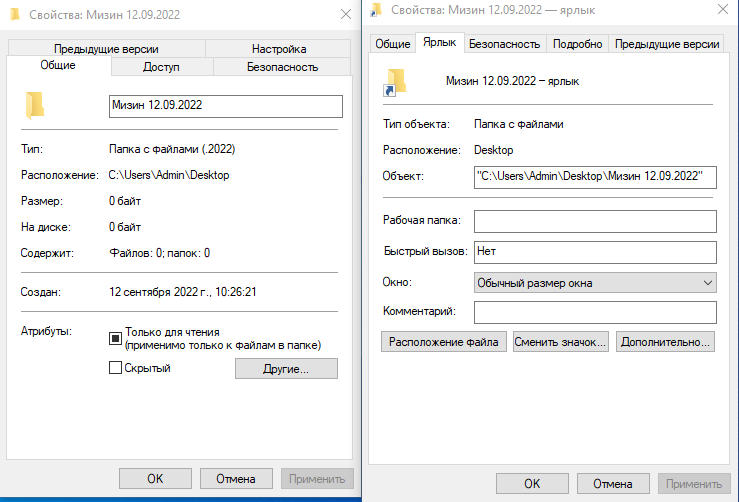 Свойства: Мизин 12.09.2022
Предыдущие версии
Настройка
Общие
Доступ
Безопасность
Мизин 12.09.2022
Тип: Папка с файлами (.2022)
Расположение: C:\Users\Admin\Desktop
Размер: 0 байт
На диске: 0 байт
Содержит: Файлов: 0; папок: 0
Создан: 12 сентября 2022 г., 10:26:21
Атрибуты: Только для чтения
(применимо только к файлам в папке)
Скрытый
Другие...
OK
Отмена
Применить
Свойства: Мизин 12.09.2022 — ярлык
Общие
Ярлык
Безопасность
Подробно
Предыдущие версии
Мизин 12.09.2022 – ярлык
Тип объекта: Папка с файлами
Расположение: Desktop
Объект: "C:\Users\Admin\Desktop\Мизин 12.09.2022"
Рабочая папка:
Быстрый вызов: Нет
Окно: Обычный размер окна
Комментарий:
Расположение файла
Сменить значок...
Дополнительно...
OK
Отмена
Применить